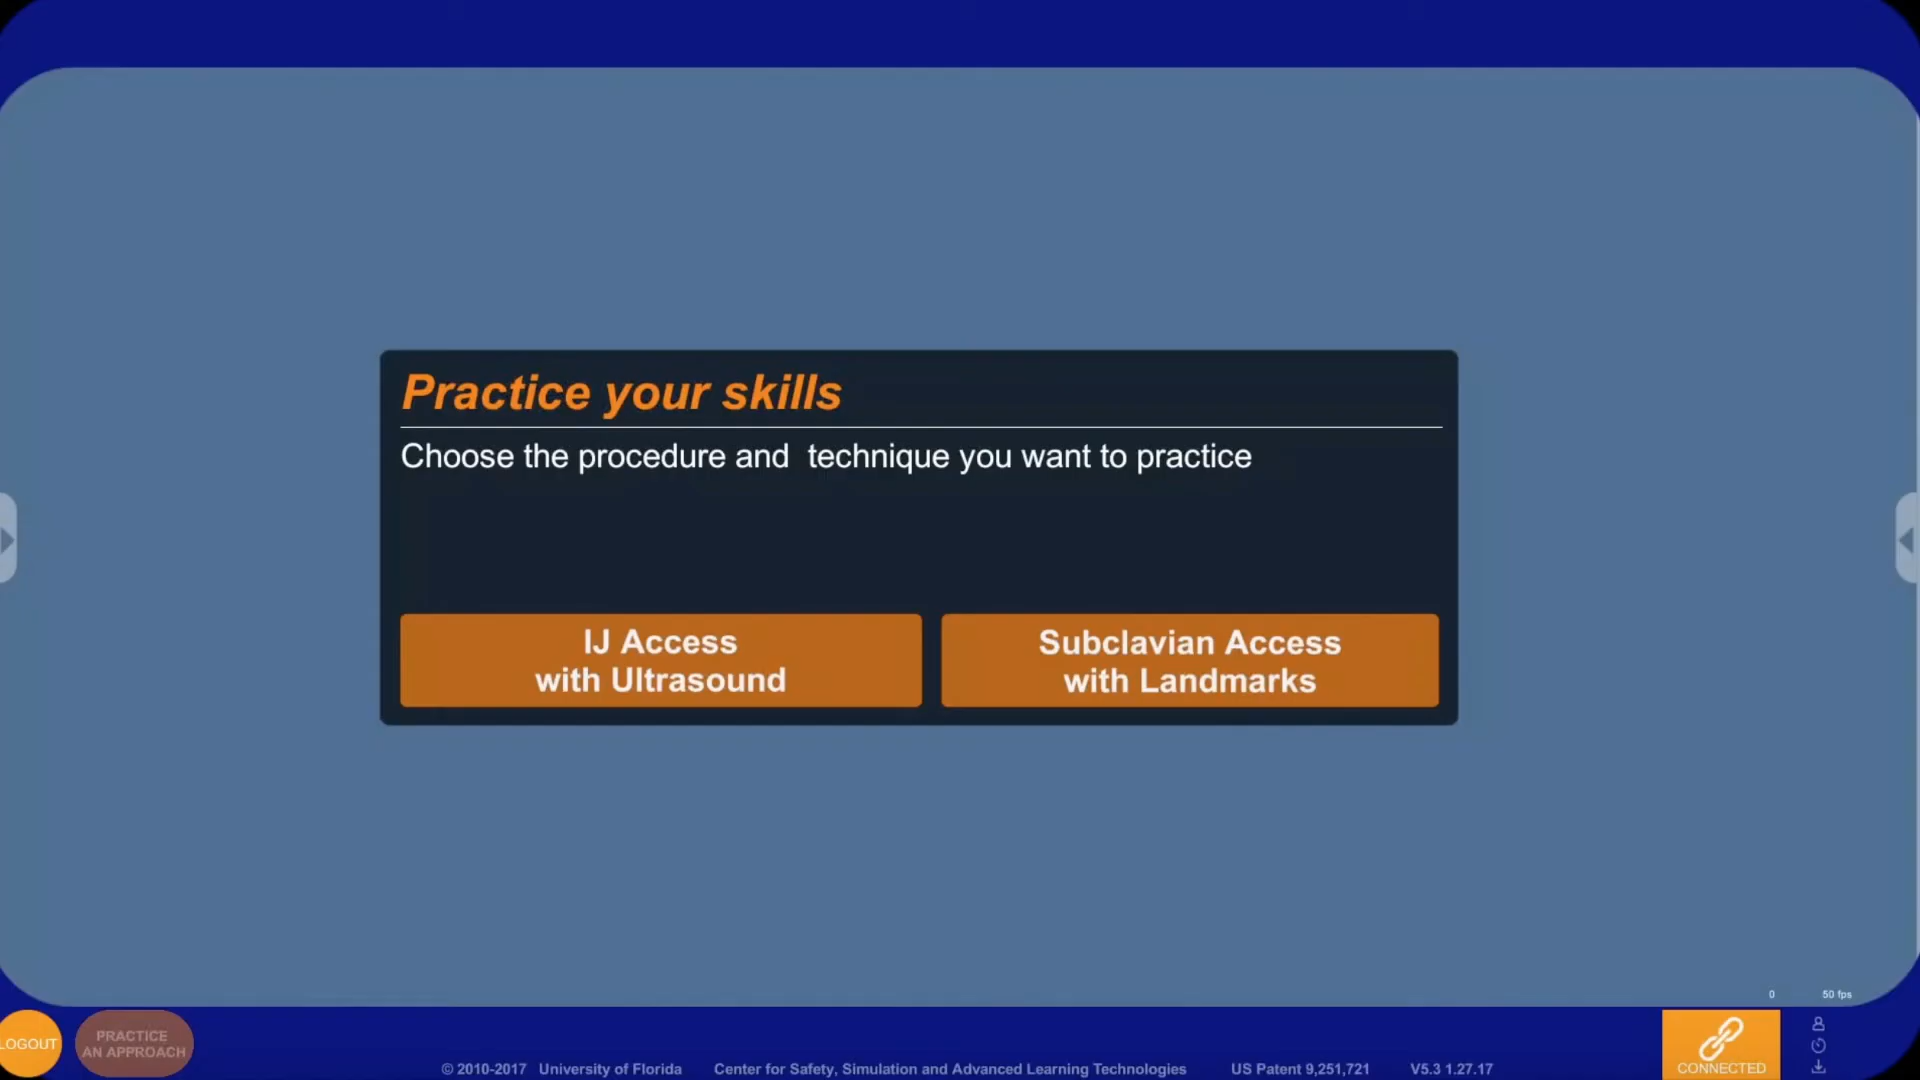 Practice your skills
Choose the procedure and  technique you want to practice
IJ Access
with Ultrasound
Subclavian Access
with Landmarks
0
50 fps
LOGOUT
PRACTICE
AN APPROACH
© 2010-2017 University of Florida Center for Safety, Simulation and Advanced Learning Technologies US Patent 9,251,721 V5.3 1.27.17
CONNECTED